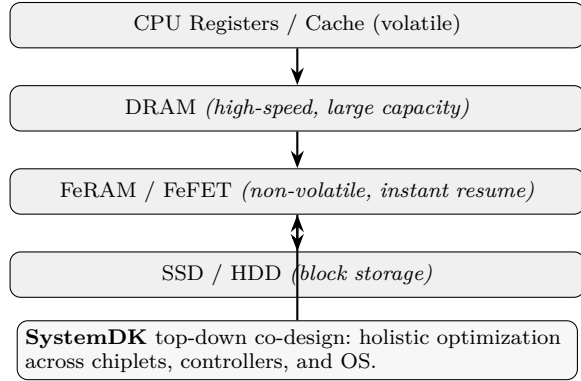 CPU Registers / Cache (volatile)
DRAM (high-speed, large capacity)
FeRAM / FeFET (non-volatile, instant resume)
SSD / HDD (block storage)
SystemDK top-down co-design: holistic optimization
across chiplets, controllers, and OS.